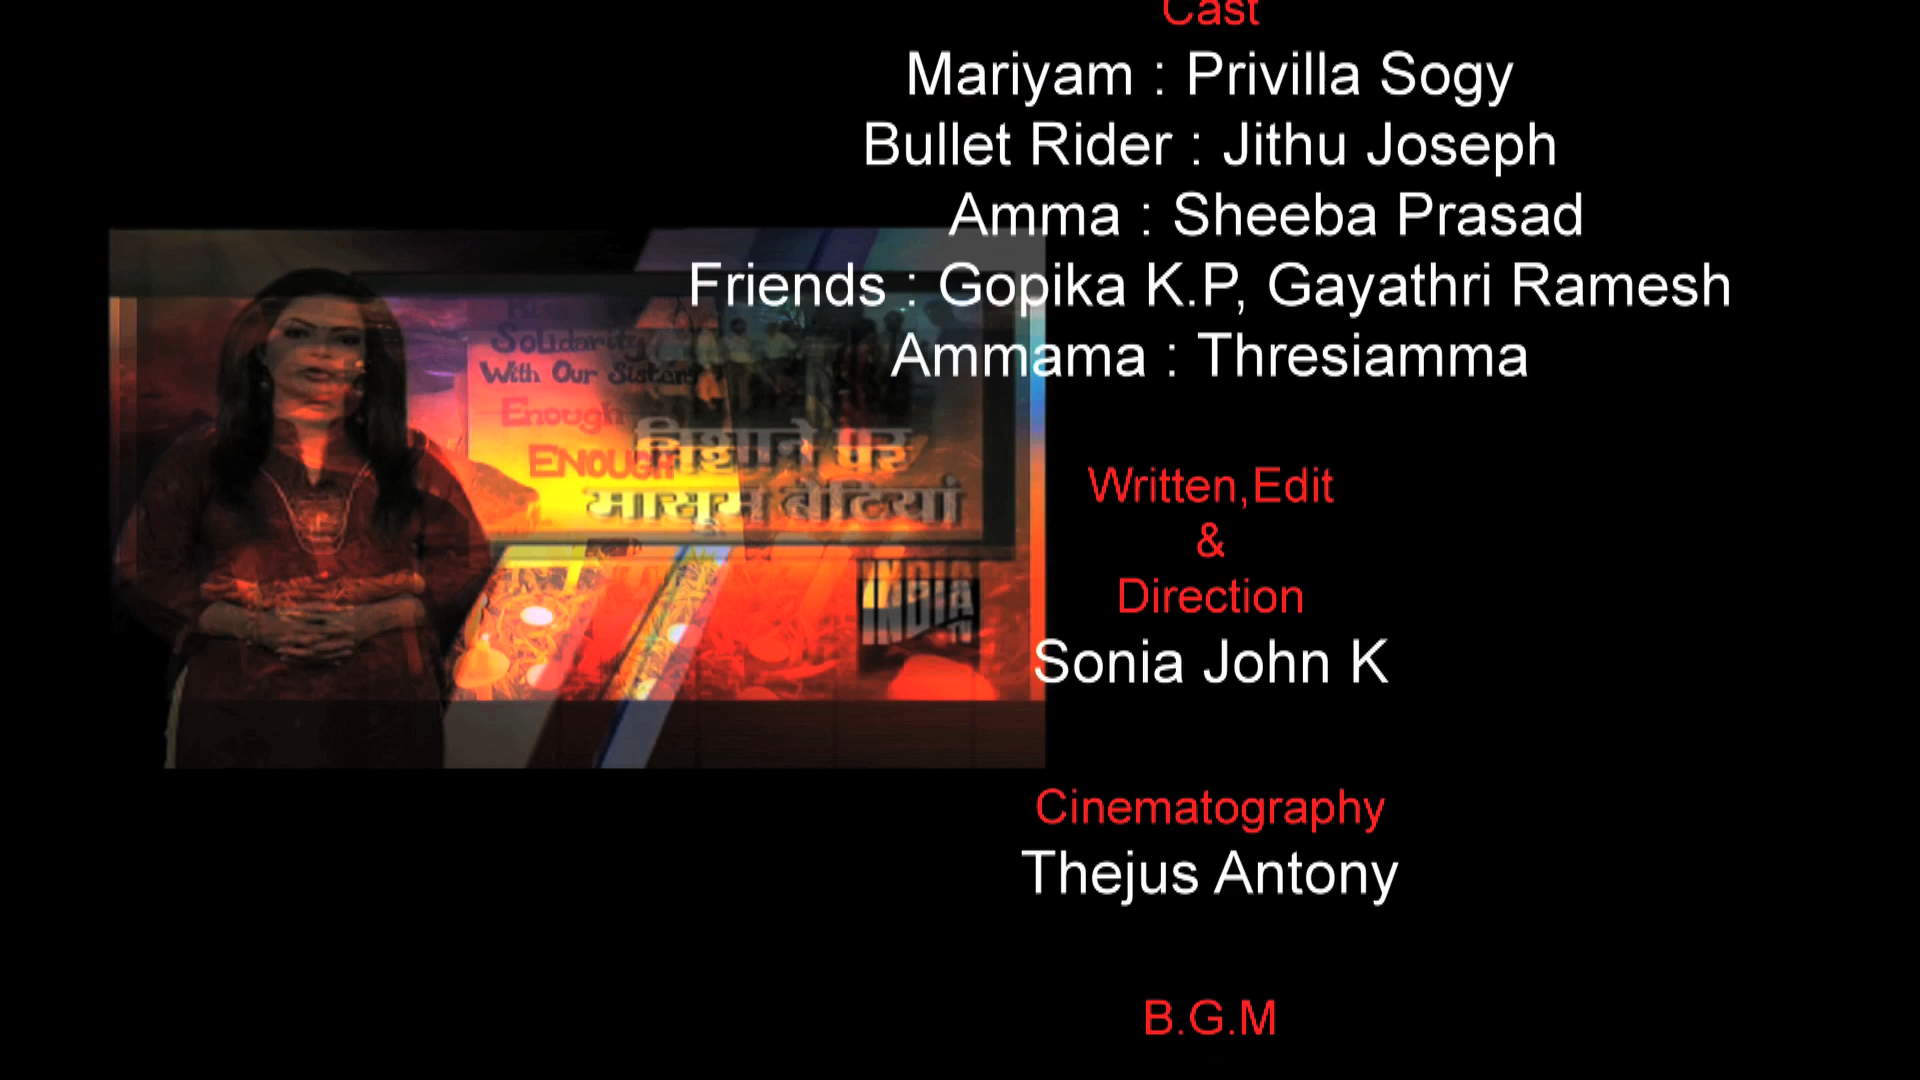 Cast
Mariyam : Privilla Sogy
Bullet Rider : Jithu Joseph
Amma : Sheeba Prasad
Friends : Gopika K.P, Gayathri Ramesh
Ammama : Thresiamma
Written,Edit
&
Direction
Sonia John K
Cinematography
Thejus Antony
B.G.M
Solidarity
With Our Sisters
Enough
ENOUGH
निशाने पर
मासूम बेटियां
INDIA